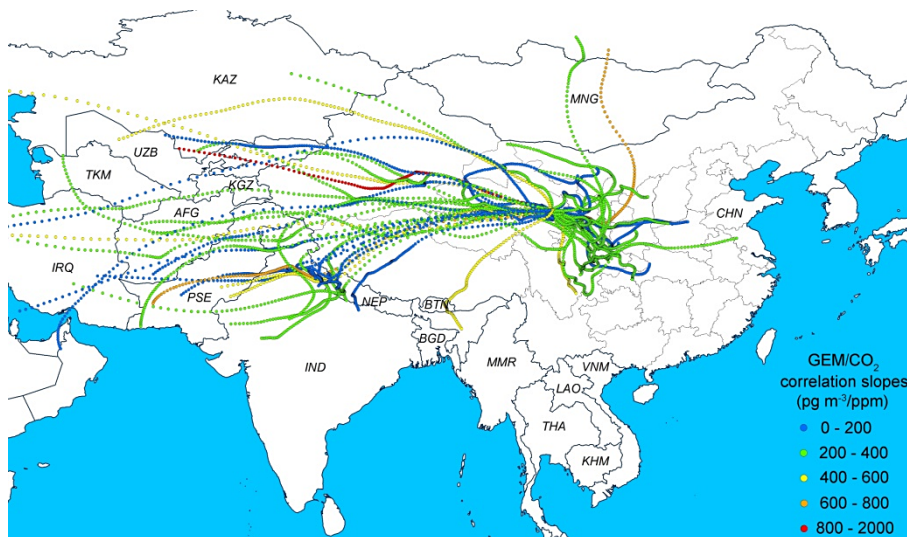 KAZ
MNG
UZB
TKM
KGZ
CHN
AFG
IRQ
PSE
NEP
BTN
BGD
IND
MMR
VNM
LAO
THA
KHM
GEM/CO₂
correlation slopes
(pg m⁻³/ppm)
0 - 200
200 - 400
400 - 600
600 - 800
800 - 2000